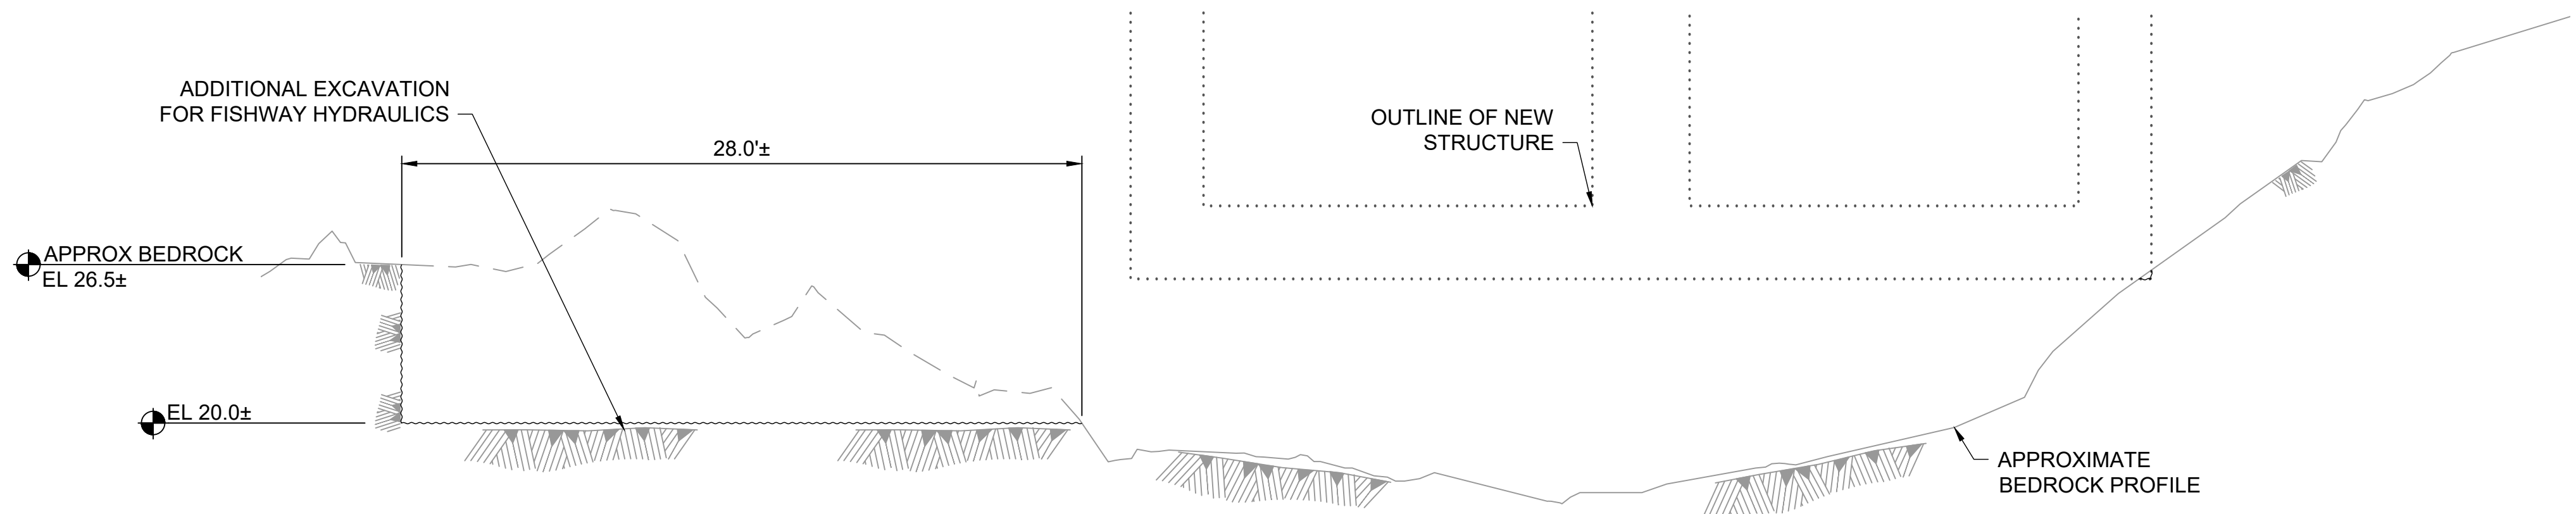 ADDITIONAL EXCAVATION
FOR FISHWAY HYDRAULICS
28.0'±
OUTLINE OF NEW
STRUCTURE
APPROX BEDROCK
EL 26.5±
EL 20.0±
APPROXIMATE
BEDROCK PROFILE